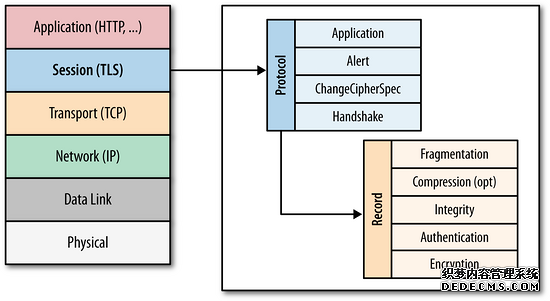 Application (HTTP, ...)
Session (TLS)
Transport (TCP)
Network (IP)
Data Link
Physical
Protocol
Application
Alert
ChangeCipherSpec
Handshake
Record
Fragmentation
Compression (opt)
Integrity
Authentication
Encryption
织梦内容管理系统
DEDECMS.COM